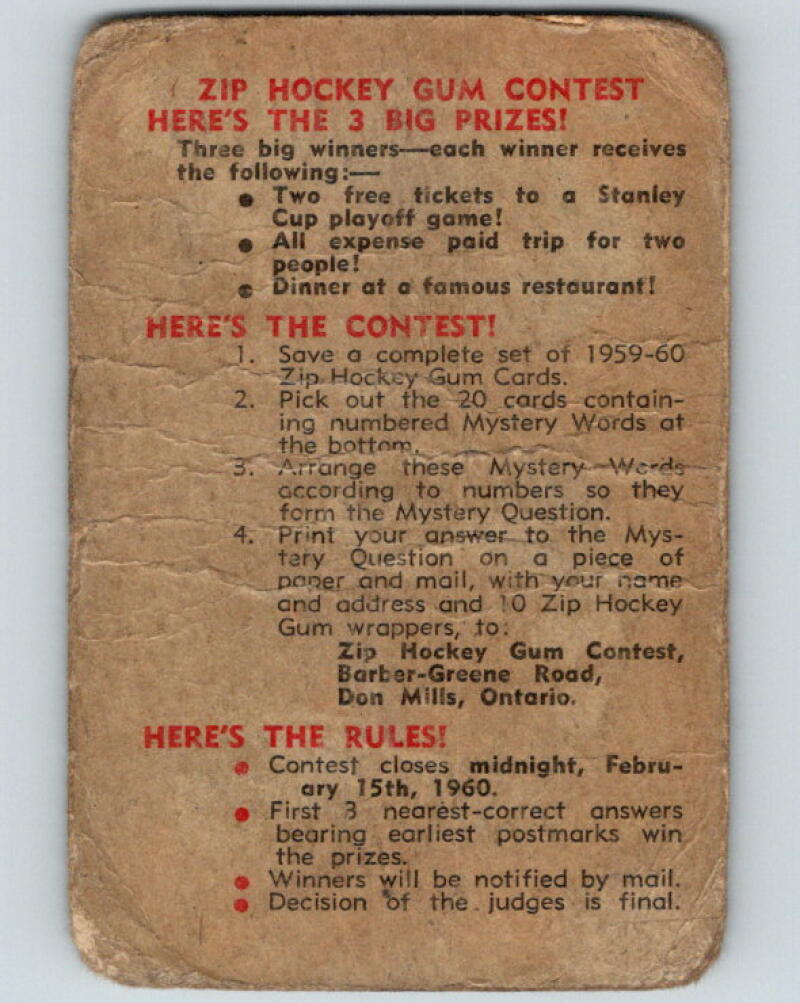 ZIP HOCKEY GUM CONTEST
HERE'S THE 3 BIG PRIZES!
Three big winners—each winner receives
the following:—
● Two free tickets to a Stanley
Cup playoff game!
● All expense paid trip for two
people!
● Dinner at a famous restaurant!
HERE'S THE CONTEST!
1. Save a complete set of 1959-60
Zip Hockey Gum Cards.
2. Pick out the 20 cards contain-
ing numbered Mystery Words at
the bottom.
3. Arrange these Mystery Words
according to numbers so they
form the Mystery Question.
4. Print your answer to the Mys-
tery Question on a piece of
paper and mail, with your name
and address and 10 Zip Hockey
Gum wrappers, to:
Zip Hockey Gum Contest,
Barber-Greene Road,
Don Mills, Ontario.
HERE'S THE RULES!
● Contest closes midnight, Febru-
ary 15th, 1960.
● First 3 nearest-correct answers
bearing earliest postmarks win
the prizes.
● Winners will be notified by mail.
● Decision of the judges is final.